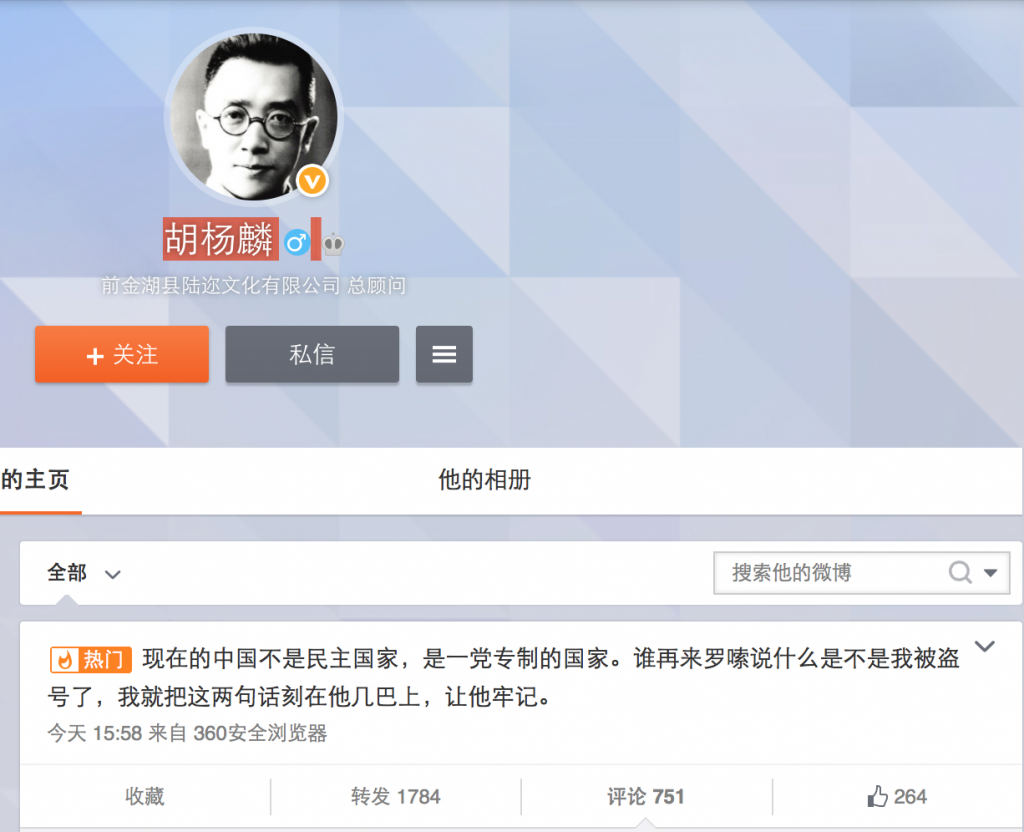 胡杨麟
前金湖县陆迩文化有限公司 总顾问
+ 关注
私信
的主页
他的相册
全部
搜索他的微博
热门 现在的中国不是民主国家，是一党专制的国家。谁再来罗嗦说什么是不是我被盗
号了，我就把这两句话刻在他几巴上，让他牢记。
今天 15:58 来自 360安全浏览器
收藏
转发 1784
评论 751
264